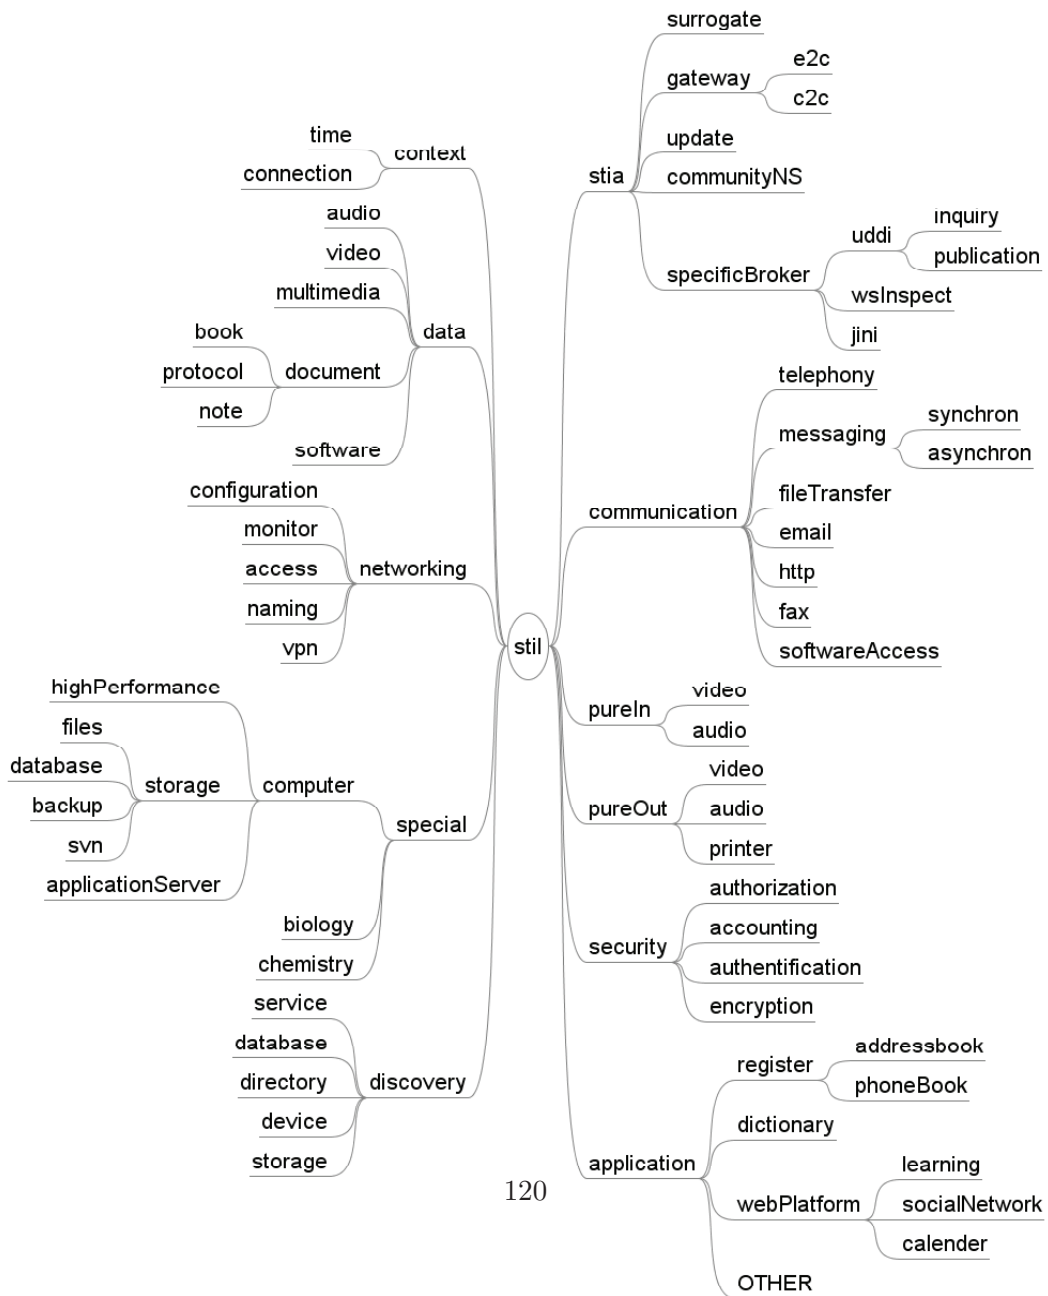 surrogate
gateway
e2c
c2c
update
stia
communityNS
specificBroker
uddi
inquiry
publication
wsInspect
jini
telephony
messaging
synchron
asynchron
fileTransfer
communication
email
http
fax
softwareAccess
pureIn
video
audio
pureOut
video
audio
printer
security
authorization
accounting
authentification
encryption
application
register
addressbook
phoneBook
dictionary
webPlatform
learning
socialNetwork
calender
OTHER
stil
context
time
connection
data
audio
video
multimedia
document
book
protocol
note
software
networking
configuration
monitor
access
naming
vpn
special
computer
highPerformance
storage
files
database
backup
svn
applicationServer
biology
chemistry
discovery
service
database
directory
device
storage
120